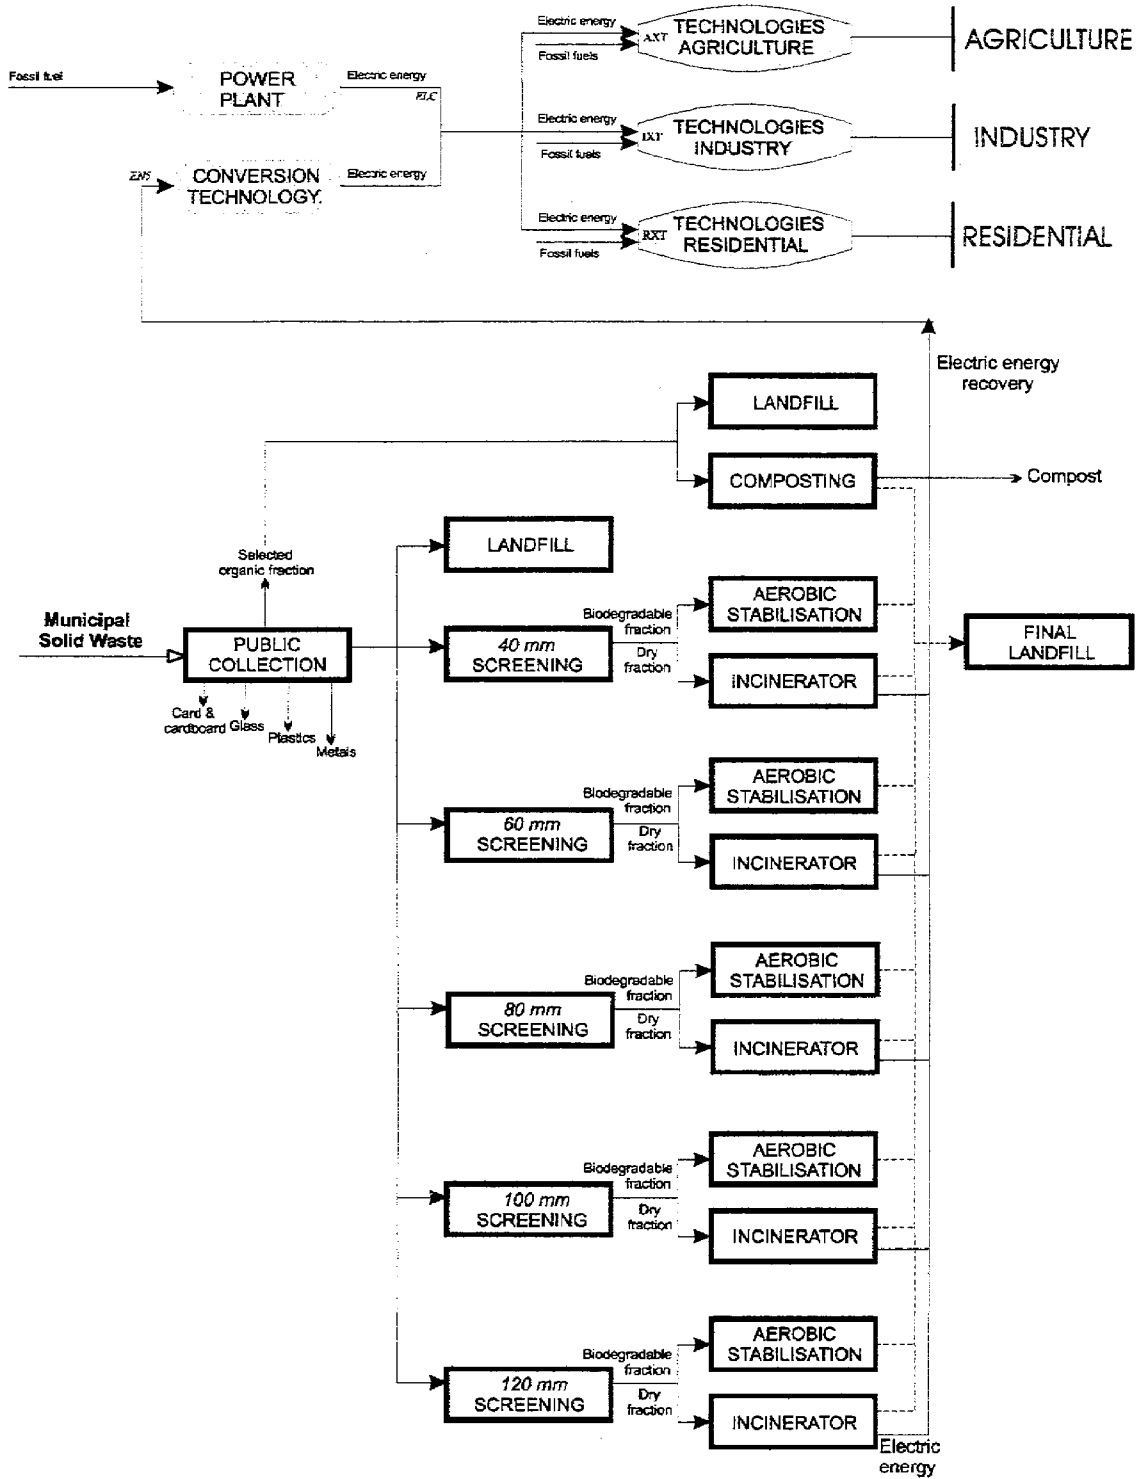 Electric energy
AXT
Fossil fuels
TECHNOLOGIES
AGRICULTURE
AGRICULTURE
Fossil fuel
POWER
PLANT
Electric energy
ELC
Electric energy
IXT
Fossil fuels
TECHNOLOGIES
INDUSTRY
INDUSTRY
ENS
CONVERSION
TECHNOLOGY.
Electric energy
Electric energy
RXT
Fossil fuels
TECHNOLOGIES
RESIDENTIAL
RESIDENTIAL
Electric energy
recovery
LANDFILL
COMPOSTING
Compost
LANDFILL
Selected
organic fraction
Municipal
Solid Waste
PUBLIC
COLLECTION
Card &
cardboard
Glass
Plastics
Metals
40 mm
SCREENING
Biodegradable
fraction
Dry
fraction
AEROBIC
STABILISATION
INCINERATOR
FINAL
LANDFILL
60 mm
SCREENING
Biodegradable
fraction
Dry
fraction
AEROBIC
STABILISATION
INCINERATOR
80 mm
SCREENING
Biodegradable
fraction
Dry
fraction
AEROBIC
STABILISATION
INCINERATOR
100 mm
SCREENING
Biodegradable
fraction
Dry
fraction
AEROBIC
STABILISATION
INCINERATOR
120 mm
SCREENING
Biodegradable
fraction
Dry
fraction
AEROBIC
STABILISATION
INCINERATOR
Electric
energy